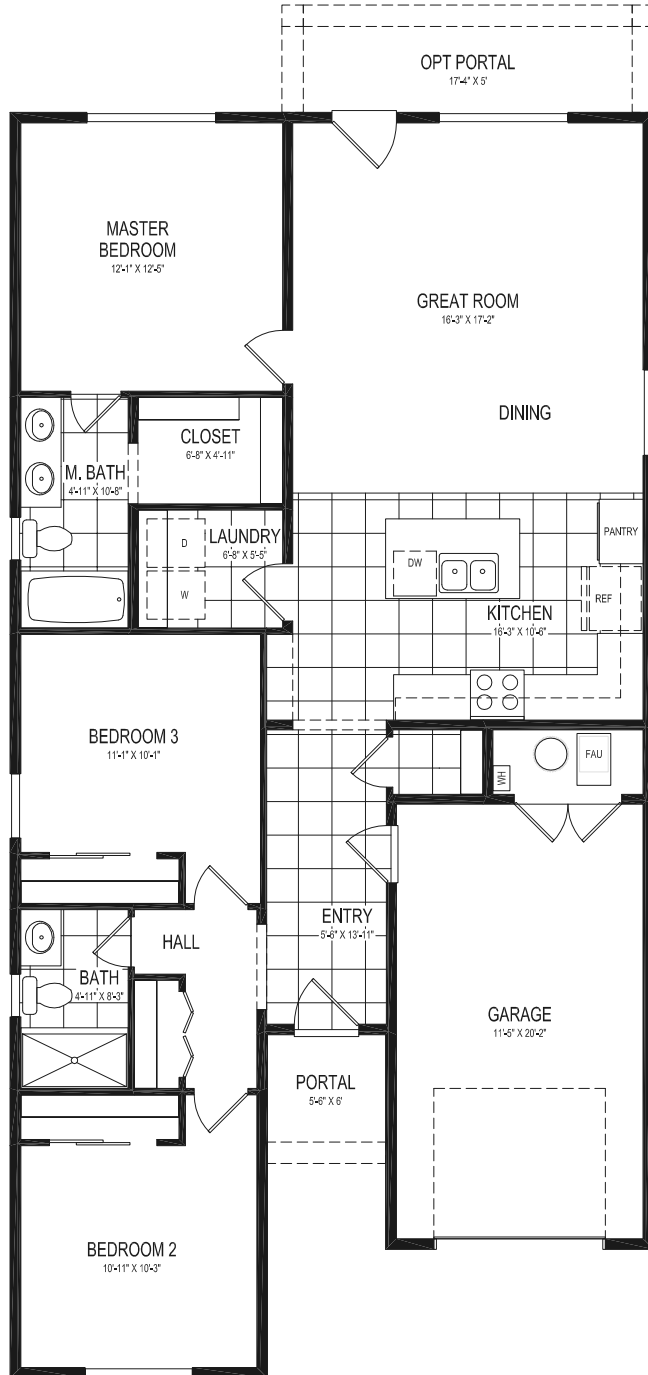 OPT PORTAL
17'-4" X 5'
MASTER
BEDROOM
12'-1" X 12'-5"
GREAT ROOM
16'-3" X 17'-2"
DINING
CLOSET
6'-8" X 4'-11"
M. BATH
4'-11" X 10'-8"
LAUNDRY
6'-8" X 5'-5"
D
W
PANTRY
DW
REF
KITCHEN
16'-3" X 10'-6"
BEDROOM 3
11'-1" X 10'-1"
WH
FAU
ENTRY
5'-6" X 13'-11"
HALL
BATH
4'-11" X 8'-3"
GARAGE
11'-5" X 20'-2"
PORTAL
5'-6" X 6'
BEDROOM 2
10'-11" X 10'-3"